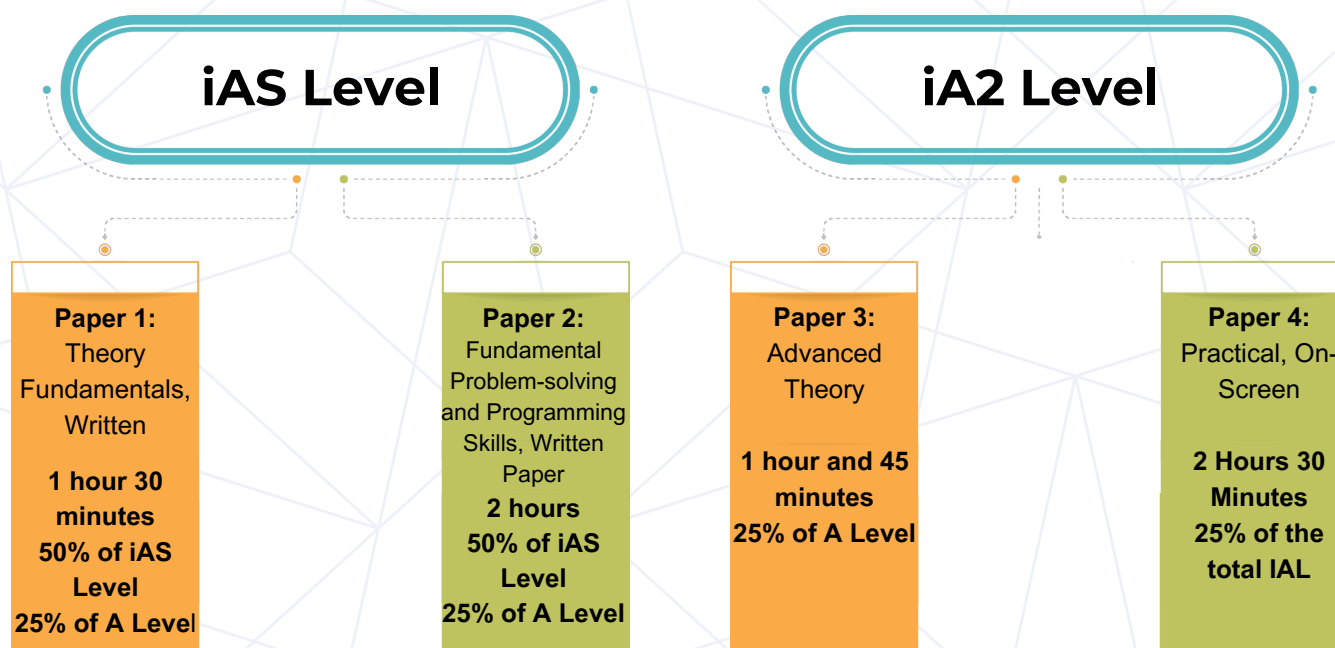 iAS Level
Paper 1:
Theory
Fundamentals,
Written
1 hour 30
minutes
50% of iAS
Level
25% of A Level
Paper 2:
Fundamental
Problem-solving
and Programming
Skills, Written
Paper
2 hours
50% of iAS
Level
25% of A Level
iA2 Level
Paper 3:
Advanced
Theory
1 hour and 45
minutes
25% of A Level
Paper 4:
Practical, On-
Screen
2 Hours 30
Minutes
25% of the
total IAL